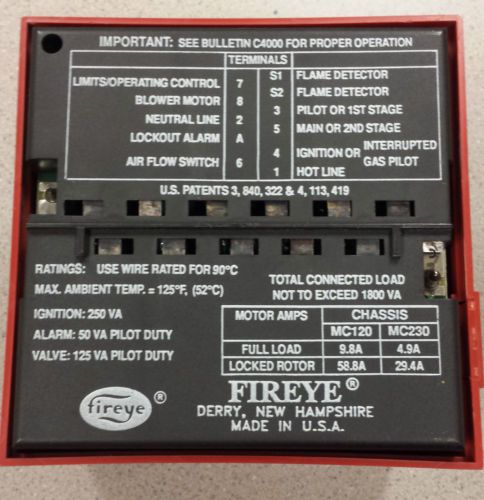 IMPORTANT: SEE BULLETIN C4000 FOR PROPER OPERATION
TERMINALS
LIMITS/OPERATING CONTROL 7 S1 FLAME DETECTOR
BLOWER MOTOR 8 S2 FLAME DETECTOR
NEUTRAL LINE 2 3 PILOT OR 1ST STAGE
LOCKOUT ALARM A 5 MAIN OR 2ND STAGE
AIR FLOW SWITCH 6 4 IGNITION OR INTERRUPTED GAS PILOT
1 HOT LINE
U.S. PATENTS 3, 840, 322 & 4, 113, 419
RATINGS: USE WIRE RATED FOR 90°C
MAX. AMBIENT TEMP. = 125°F, (52°C)
IGNITION: 250 VA
ALARM: 50 VA PILOT DUTY
VALVE: 125 VA PILOT DUTY
TOTAL CONNECTED LOAD
NOT TO EXCEED 1800 VA
MOTOR AMPS CHASSIS
MC120 MC230
FULL LOAD 9.8A 4.9A
LOCKED ROTOR 58.8A 29.4A
fireye ®
FIREYE ®
DERRY, NEW HAMPSHIRE
MADE IN U.S.A.